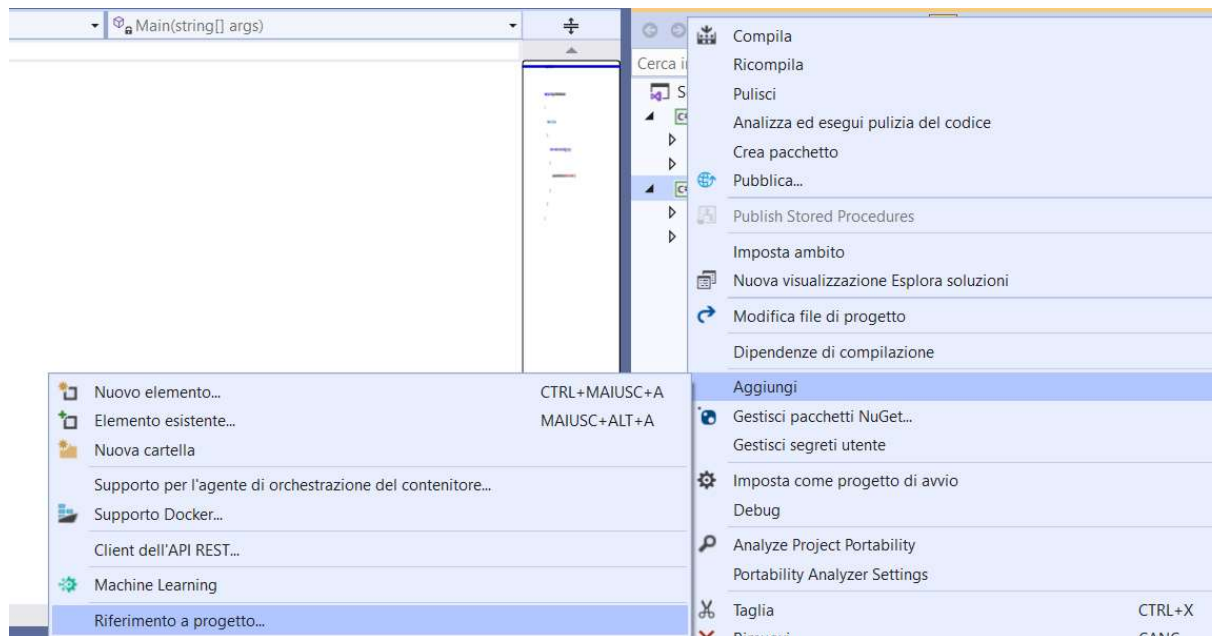 Main(string[] args)
Cerca i
S
Compila
Ricompila
Pulisci
Analizza ed esegui pulizia del codice
Crea pacchetto
Pubblica...
Publish Stored Procedures
Imposta ambito
Nuova visualizzazione Esplora soluzioni
Modifica file di progetto
Dipendenze di compilazione
Aggiungi
Gestisci pacchetti NuGet...
Gestisci segreti utente
Imposta come progetto di avvio
Debug
Analyze Project Portability
Portability Analyzer Settings
Taglia CTRL+X
Nuovo elemento... CTRL+MAIUSC+A
Elemento esistente... MAIUSC+ALT+A
Nuova cartella
Supporto per l'agente di orchestrazione del contenitore...
Supporto Docker...
Client dell'API REST...
Machine Learning
Riferimento a progetto...